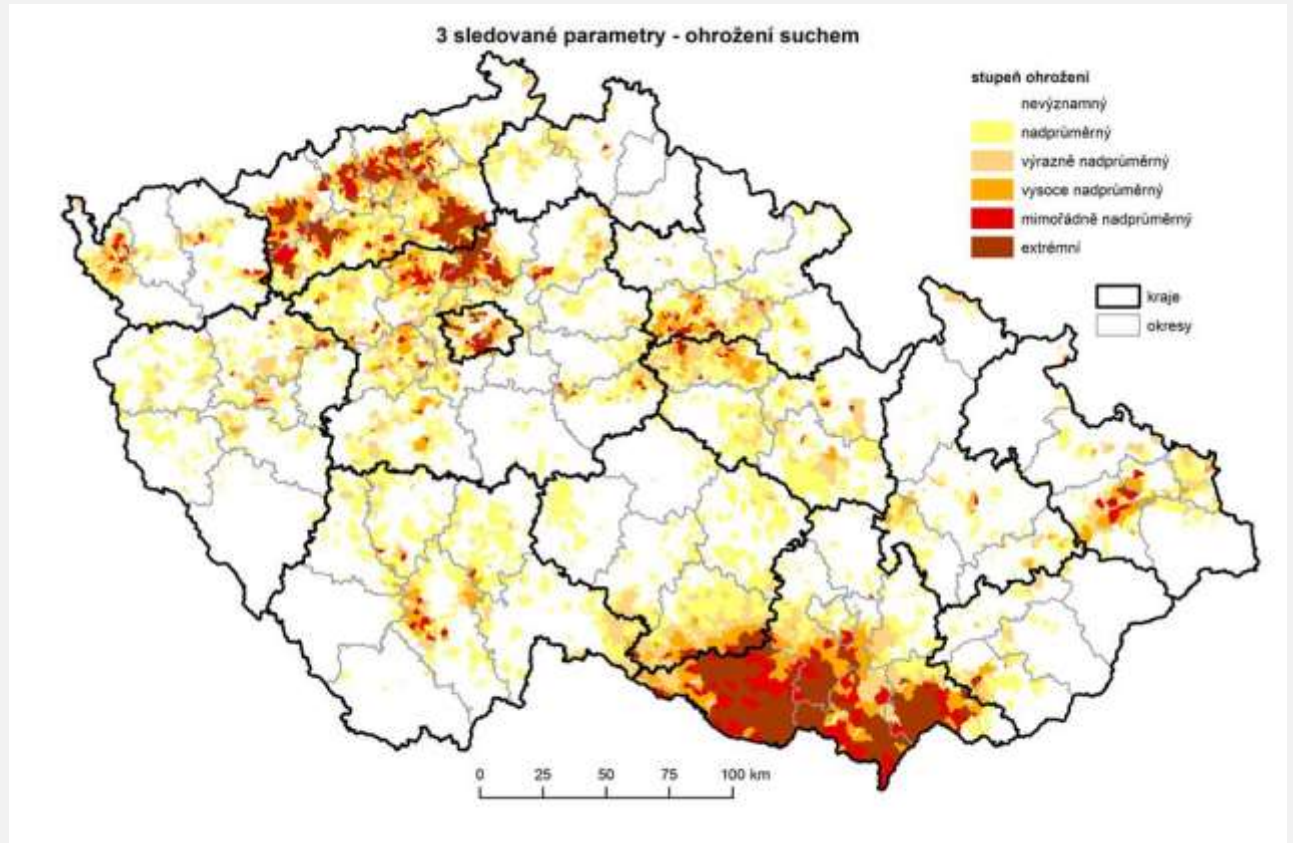 3 sledované parametry - ohrožení suchem
stupeň ohrožení
nevýznamný
nadprůměrný
výrazně nadprůměrný
vysoce nadprůměrný
mimořádně nadprůměrný
extrémní
kraje
okresy
0 25 50 75 100 km